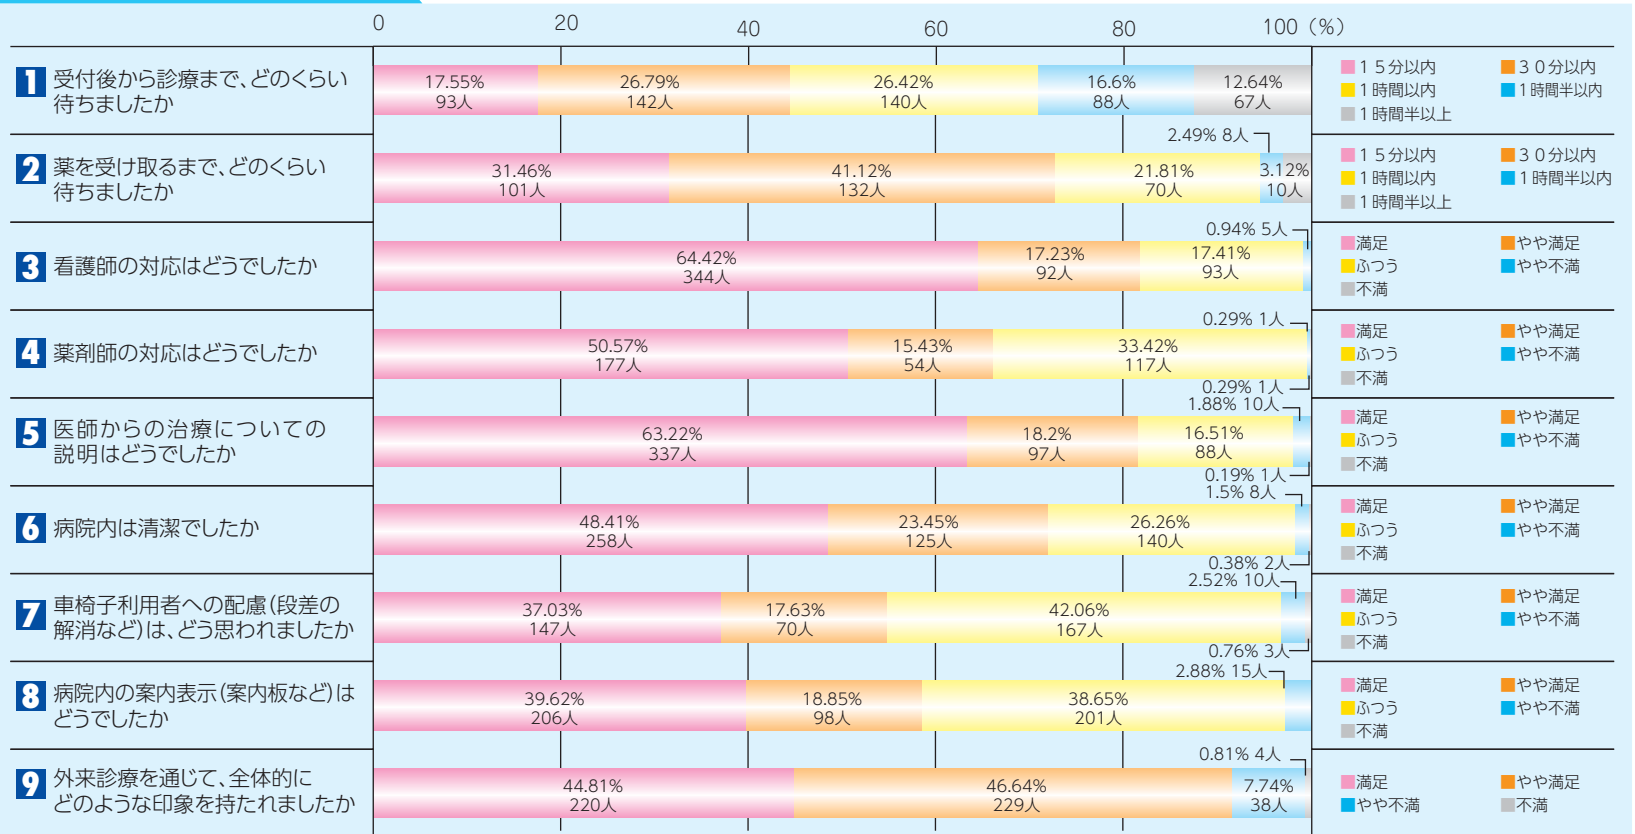 0 20 40 60 80 100（%）
1 受付後から診療まで、どのくらい
待ちましたか
17.55% 26.79% 26.42% 16.6% 12.64%
93人 142人 140人 88人 67人
■１５分以内 ■３０分以内
■１時間以内 ■１時間半以内
■１時間半以上
2.49% 8人
2 薬を受け取るまで、どのくらい
待ちましたか
31.46% 41.12% 21.81% 3.12%
101人 132人 70人 10人
■１５分以内 ■３０分以内
■１時間以内 ■１時間半以内
■１時間半以上
0.94% 5人
3 看護師の対応はどうでしたか
64.42% 17.23% 17.41%
344人 92人 93人
■満足 ■やや満足
■ふつう ■やや不満
■不満
0.29% 1人
4 薬剤師の対応はどうでしたか
50.57% 15.43% 33.42%
177人 54人 117人
0.29% 1人
■満足 ■やや満足
■ふつう ■やや不満
■不満
1.88% 10人
5 医師からの治療についての
説明はどうでしたか
63.22% 18.2% 16.51%
337人 97人 88人
0.19% 1人
■満足 ■やや満足
■ふつう ■やや不満
■不満
1.5% 8人
6 病院内は清潔でしたか
48.41% 23.45% 26.26%
258人 125人 140人
0.38% 2人
■満足 ■やや満足
■ふつう ■やや不満
■不満
2.52% 10人
7 車椅子利用者への配慮（段差の
解消など）は、どう思われましたか
37.03% 17.63% 42.06%
147人 70人 167人
0.76% 3人
■満足 ■やや満足
■ふつう ■やや不満
■不満
2.88% 15人
8 病院内の案内表示（案内板など）は
どうでしたか
39.62% 18.85% 38.65%
206人 98人 201人
■満足 ■やや満足
■ふつう ■やや不満
■不満
0.81% 4人
9 外来診療を通じて、全体的に
どのような印象を持たれましたか
44.81% 46.64% 7.74%
220人 229人 38人
■満足 ■やや満足
■やや不満 ■不満